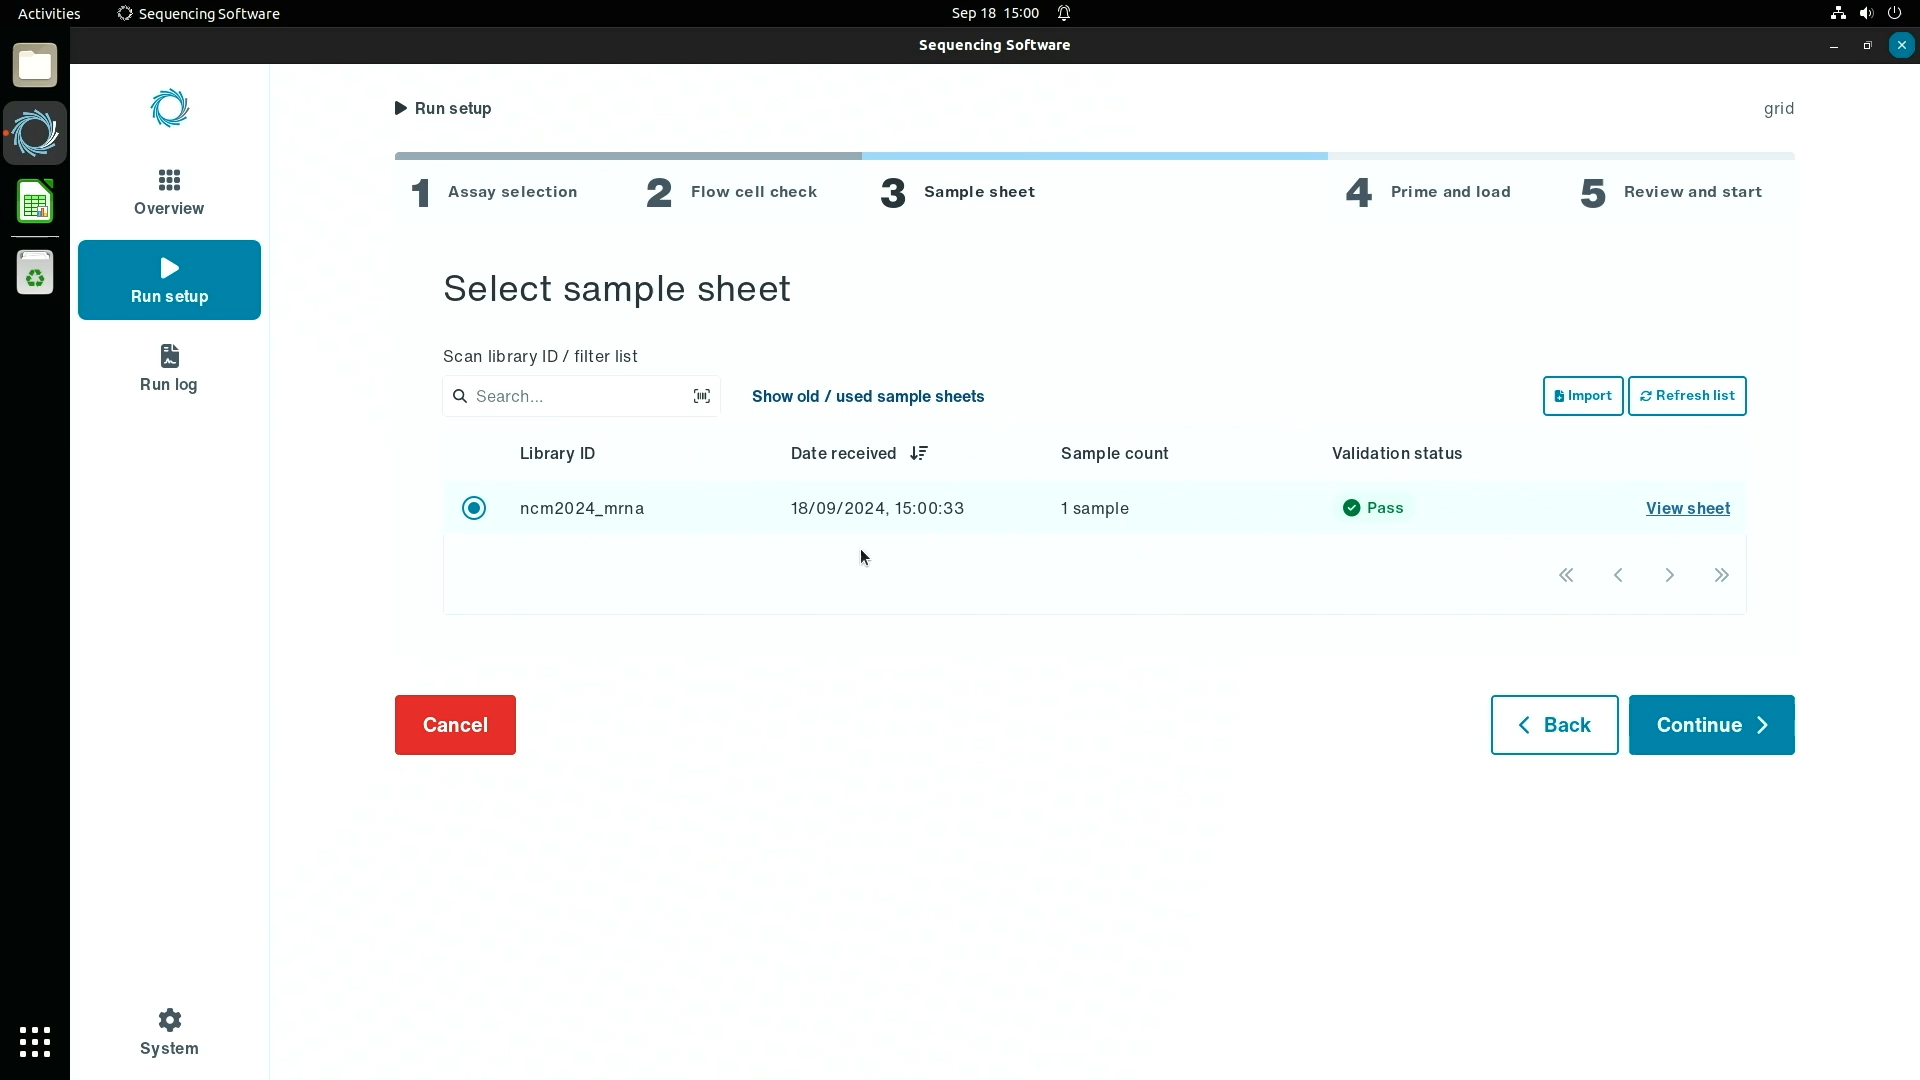 Activities Sequencing Software Sep 18 15:00
Sequencing Software
Run setup grid
1 Assay selection 2 Flow cell check 3 Sample sheet 4 Prime and load 5 Review and start
Overview
Run setup
Run log
System
Select sample sheet
Scan library ID / filter list
Search... Show old / used sample sheets Import Refresh list
Library ID Date received Sample count Validation status
ncm2024_mrna 18/09/2024, 15:00:33 1 sample Pass View sheet
Cancel Back Continue